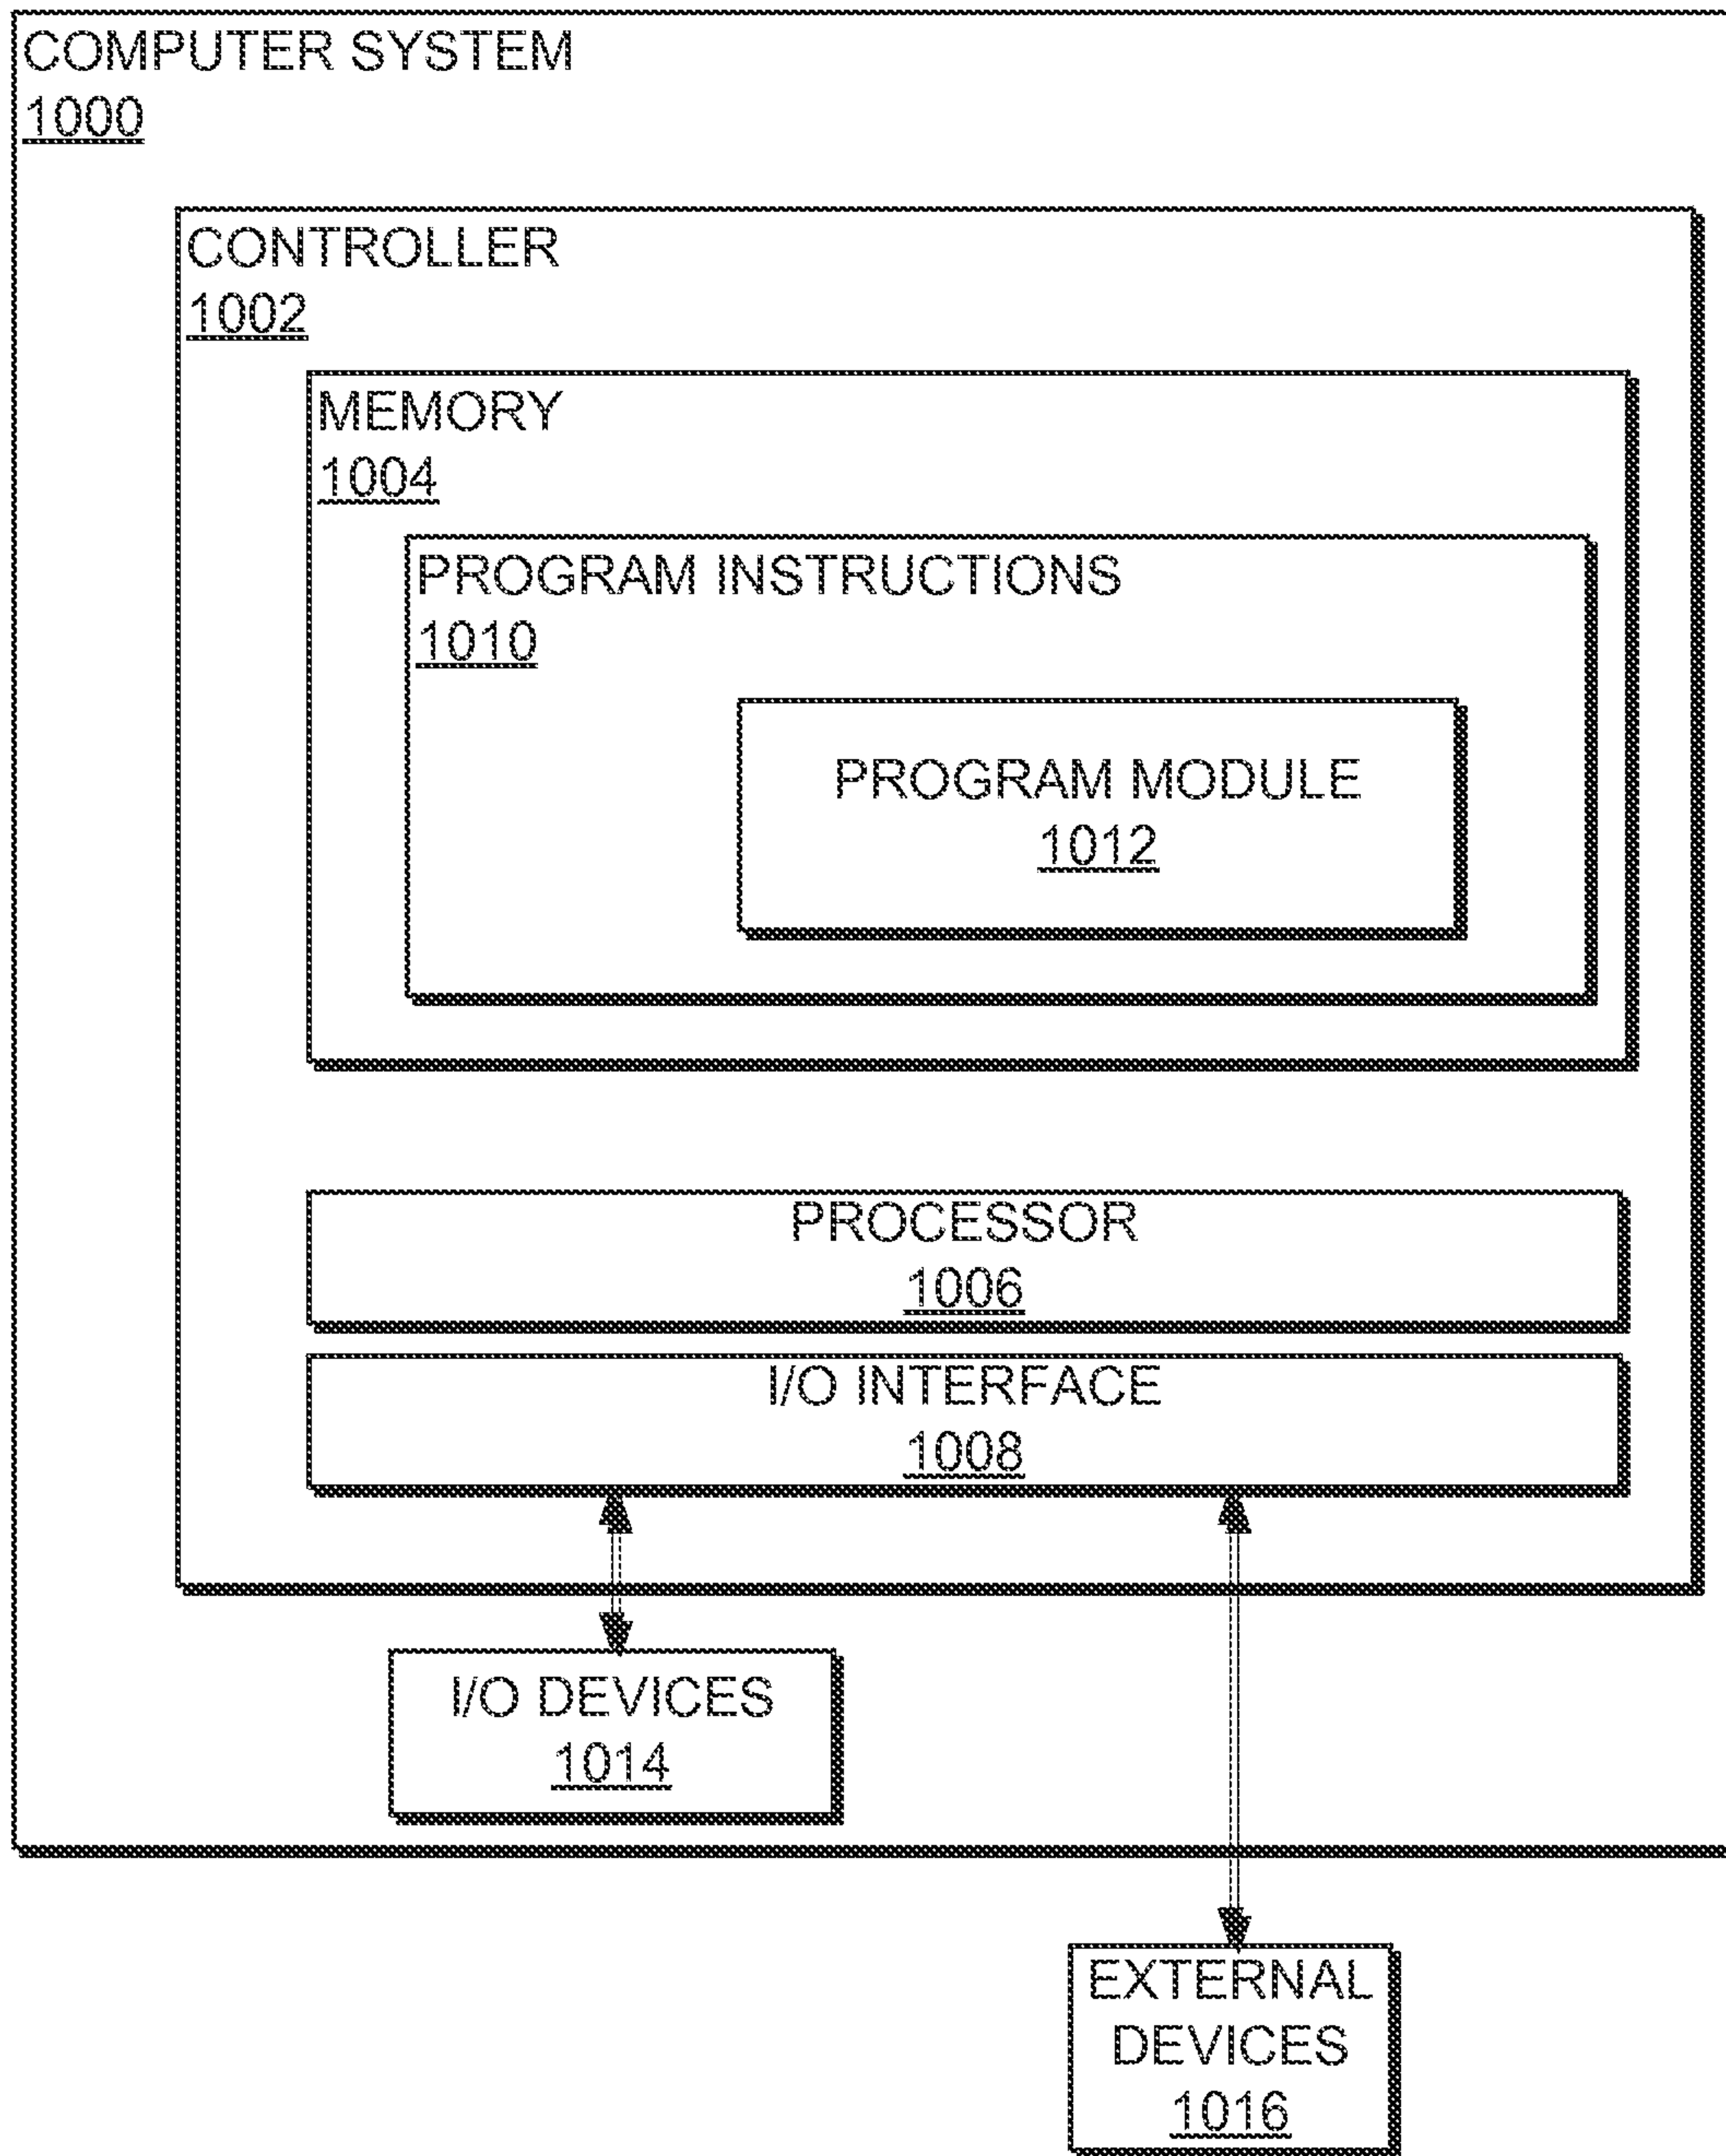 COMPUTER SYSTEM
1000
CONTROLLER
1002
MEMORY
1004
PROGRAM INSTRUCTIONS
1010
PROGRAM MODULE
1012
PROCESSOR
1006
I/O INTERFACE
1008
I/O DEVICES
1014
EXTERNAL
DEVICES
1016